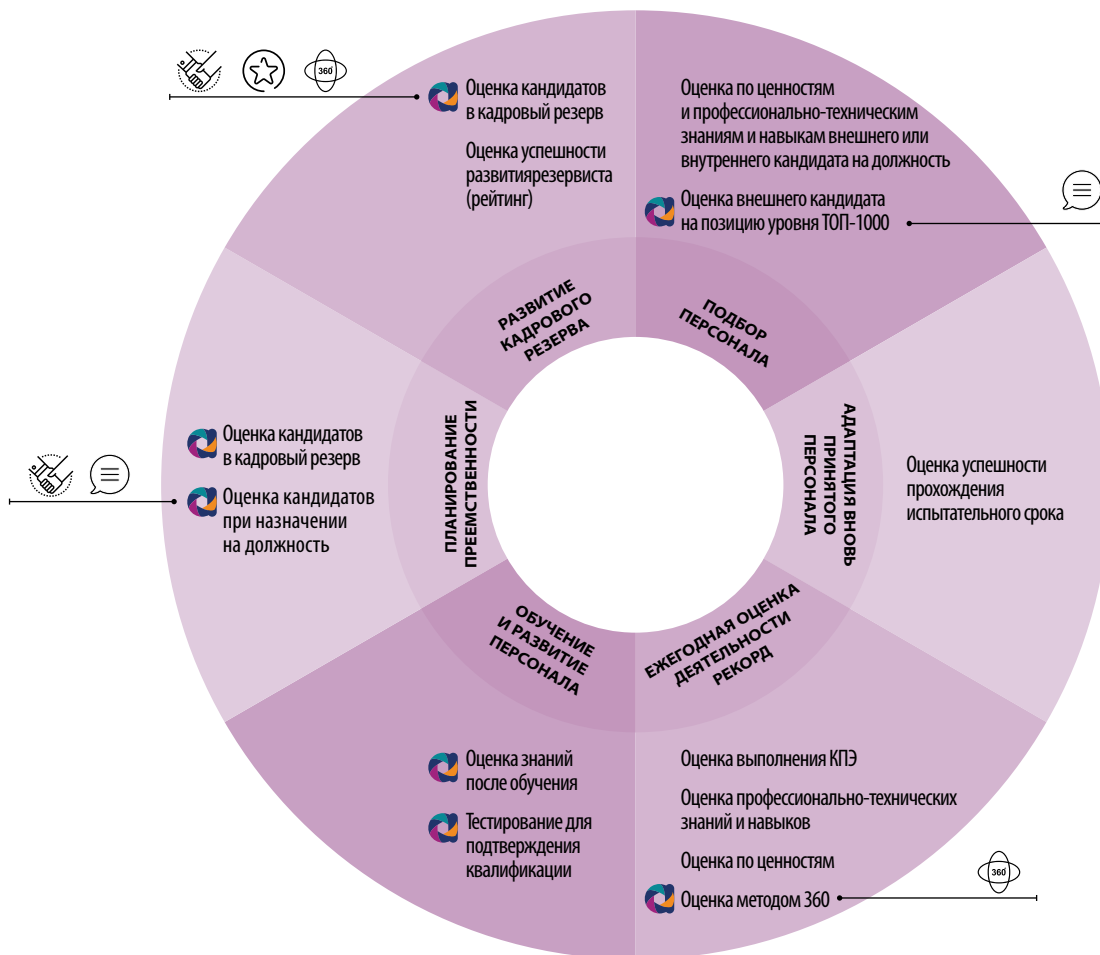 360°
Оценка кандидатов
в кадровый резерв
Оценка успешности
развитиярезервиста
(рейтинг)
Оценка по ценностям
и профессионально-техническим
знаниям и навыкам внешнего или
внутреннего кандидата на должность
Оценка внешнего кандидата
на позицию уровня ТОП-1000
РАЗВИТИЕ
КАДРОВОГО
РЕЗЕРВА
ПОДБОР
ПЕРСОНАЛА
Оценка кандидатов
в кадровый резерв
Оценка кандидатов
при назначении
на должность
ПЛАНИРОВАНИЕ
ПРЕЕМСТВЕННОСТИ
АДАПТАЦИЯ ВНОВЬ
ПРИНЯТОГО
ПЕРСОНАЛА
Оценка успешности
прохождения
испытательного срока
ОБУЧЕНИЕ
И РАЗВИТИЕ
ПЕРСОНАЛА
ЕЖЕГОДНАЯ ОЦЕНКА
ДЕЯТЕЛЬНОСТИ
РЕКОРД
Оценка знаний
после обучения
Тестирование для
подтверждения
квалификации
Оценка выполнения КПЭ
Оценка профессионально-технических
знаний и навыков
Оценка по ценностям
Оценка методом 360
360°